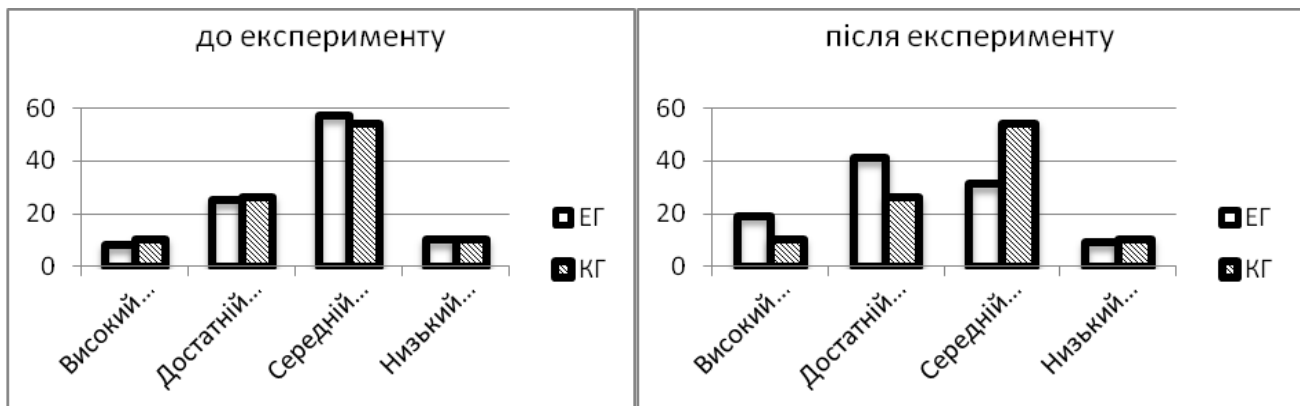 до експерименту
60
40
20
0
Високий...
Достатній...
Середній...
Низький...
ЕГ
КГ
після експерименту
60
40
20
0
Високий...
Достатній...
Середній...
Низький...
ЕГ
КГ